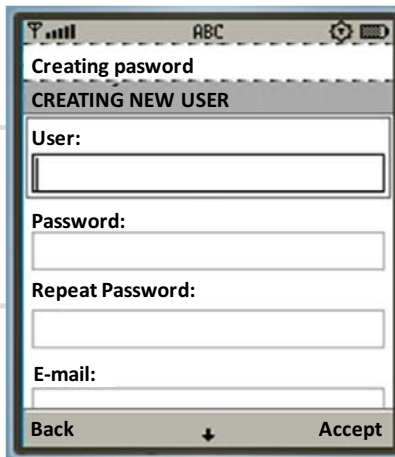 ABC
Creating pasword
CREATING NEW USER
User:
Password:
Repeat Password:
E-mail:
Back
Accept